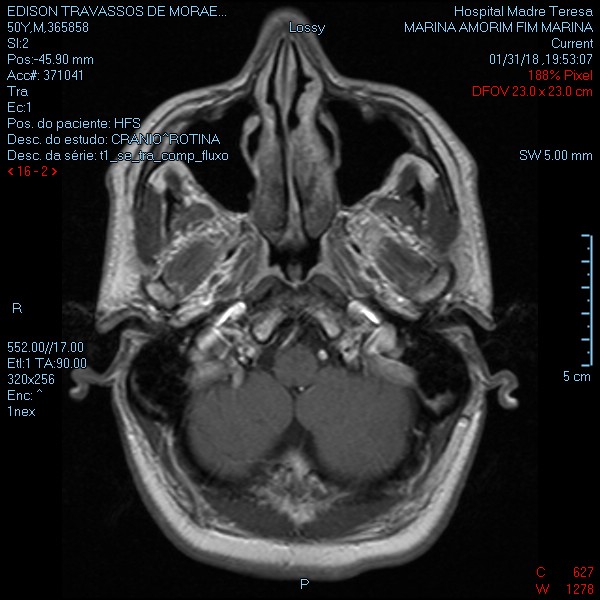 EDISON TRAVASSOS DE MORAE...
50Y,M,365858
Sl:2
Pos:-45.90 mm
Acc#: 371041
Tra
Ec:1
Pos. do paciente: HFS
Desc. do estudo: CRANIO^ROTINA
Desc. da série: t1_se_tra_comp_fluxo
< 16 - 2 >
Lossy
Hospital Madre Teresa
MARINA AMORIM FIM MARINA
Current
01/31/18 ,19:53:07
188% Pixel
DFOV 23.0 x 23.0 cm
SW 5.00 mm
R
552.00//17.00
Etl:1 TA:90.00
320x256
Enc: ^
1nex
5 cm
P
C 627
W 1278